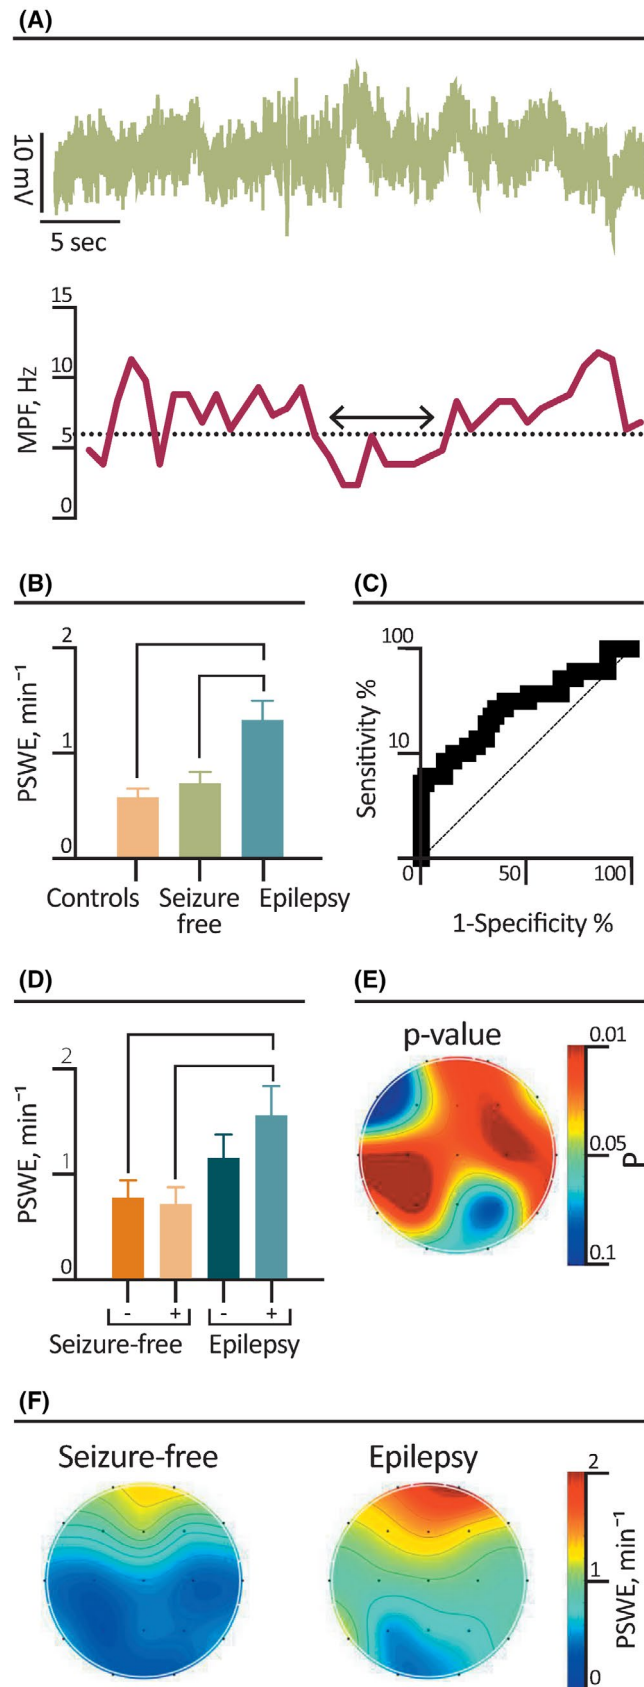 (A)
10 mV
5 sec
15
10
5
0
MPF, Hz
(B)
2
1
0
PSWE, min⁻¹
Controls
Seizure free
Epilepsy
(C)
100
10
0
50
100
Sensitivity %
1-Specificity %
(D)
2
1
0
PSWE, min⁻¹
- + - +
Seizure-free
Epilepsy
(E)
p-value
0.01
0.05
0.1
P
(F)
Seizure-free
Epilepsy
2
1
0
PSWE, min⁻¹